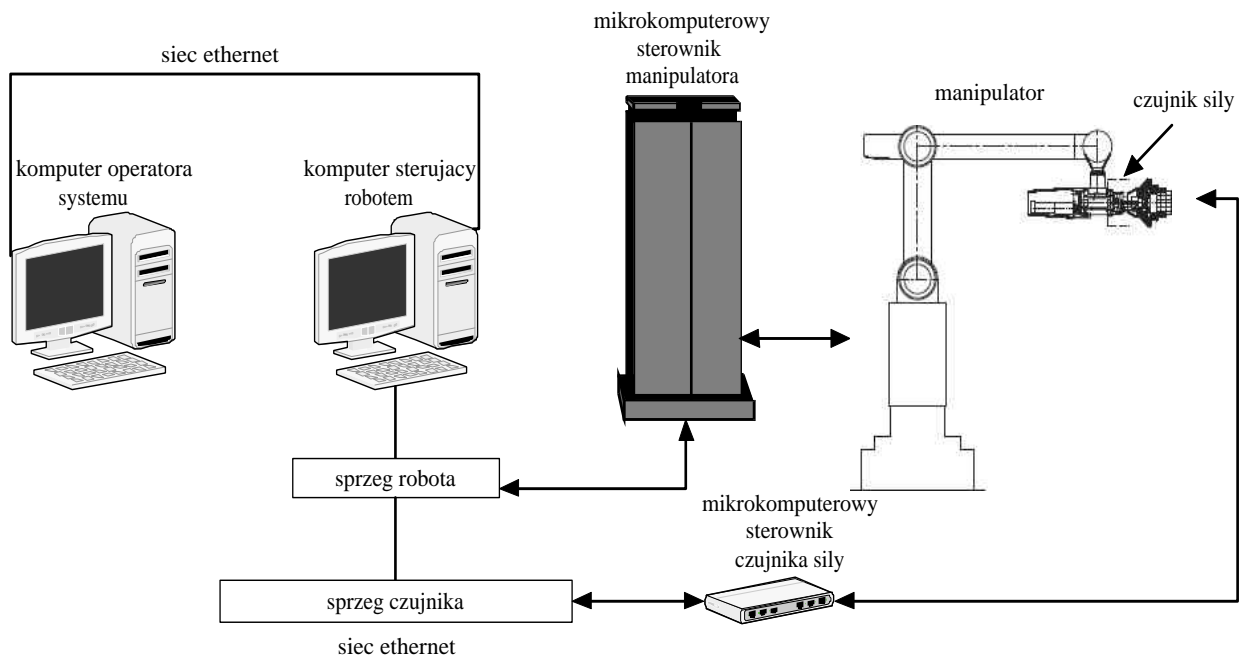 siec ethernet
mikrokomputerowy
sterownik
manipulatora
manipulator
czujnik sily
komputer operatora
systemu
komputer sterujacy
robotem
sprzeg robota
mikrokomputerowy
sterownik
czujnika sily
sprzeg czujnika
siec ethernet